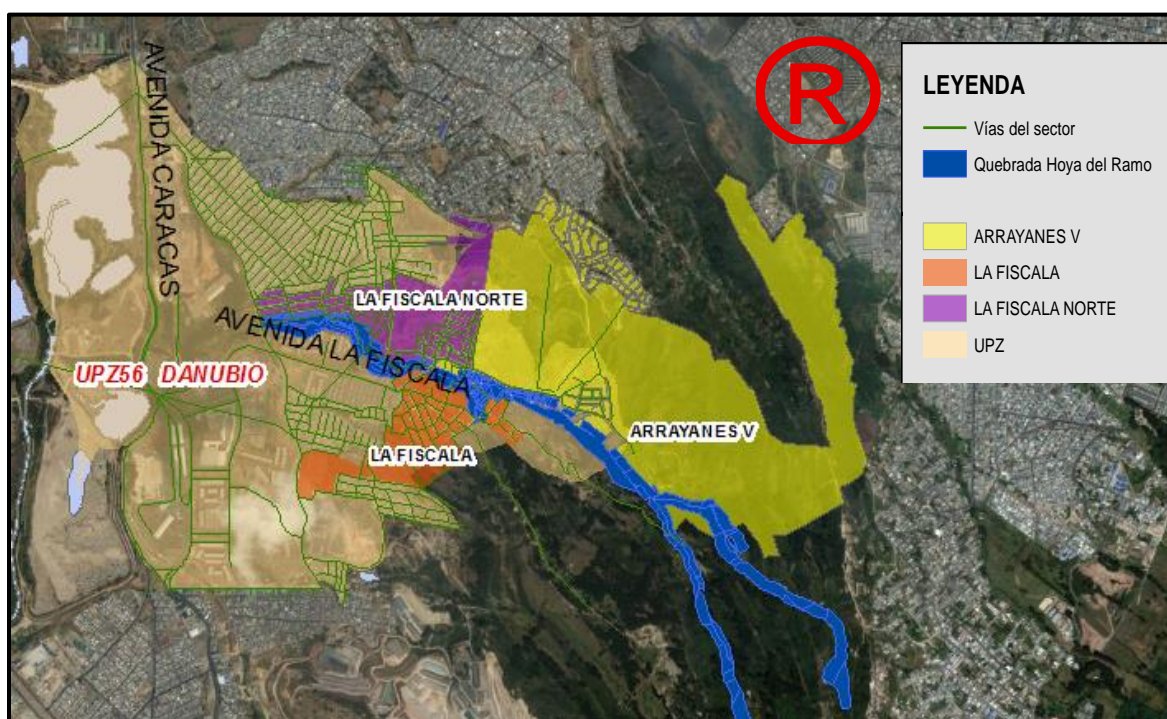 AVENIDA CARACAS
LA FISCALA NORTE
AVENIDA LA FISCALA
UPZ56 DANUBIO
LA FISCALA
ARRAYANES V
®
LEYENDA
Vías del sector
Quebrada Hoya del Ramo
ARRAYANES V
LA FISCALA
LA FISCALA NORTE
UPZ